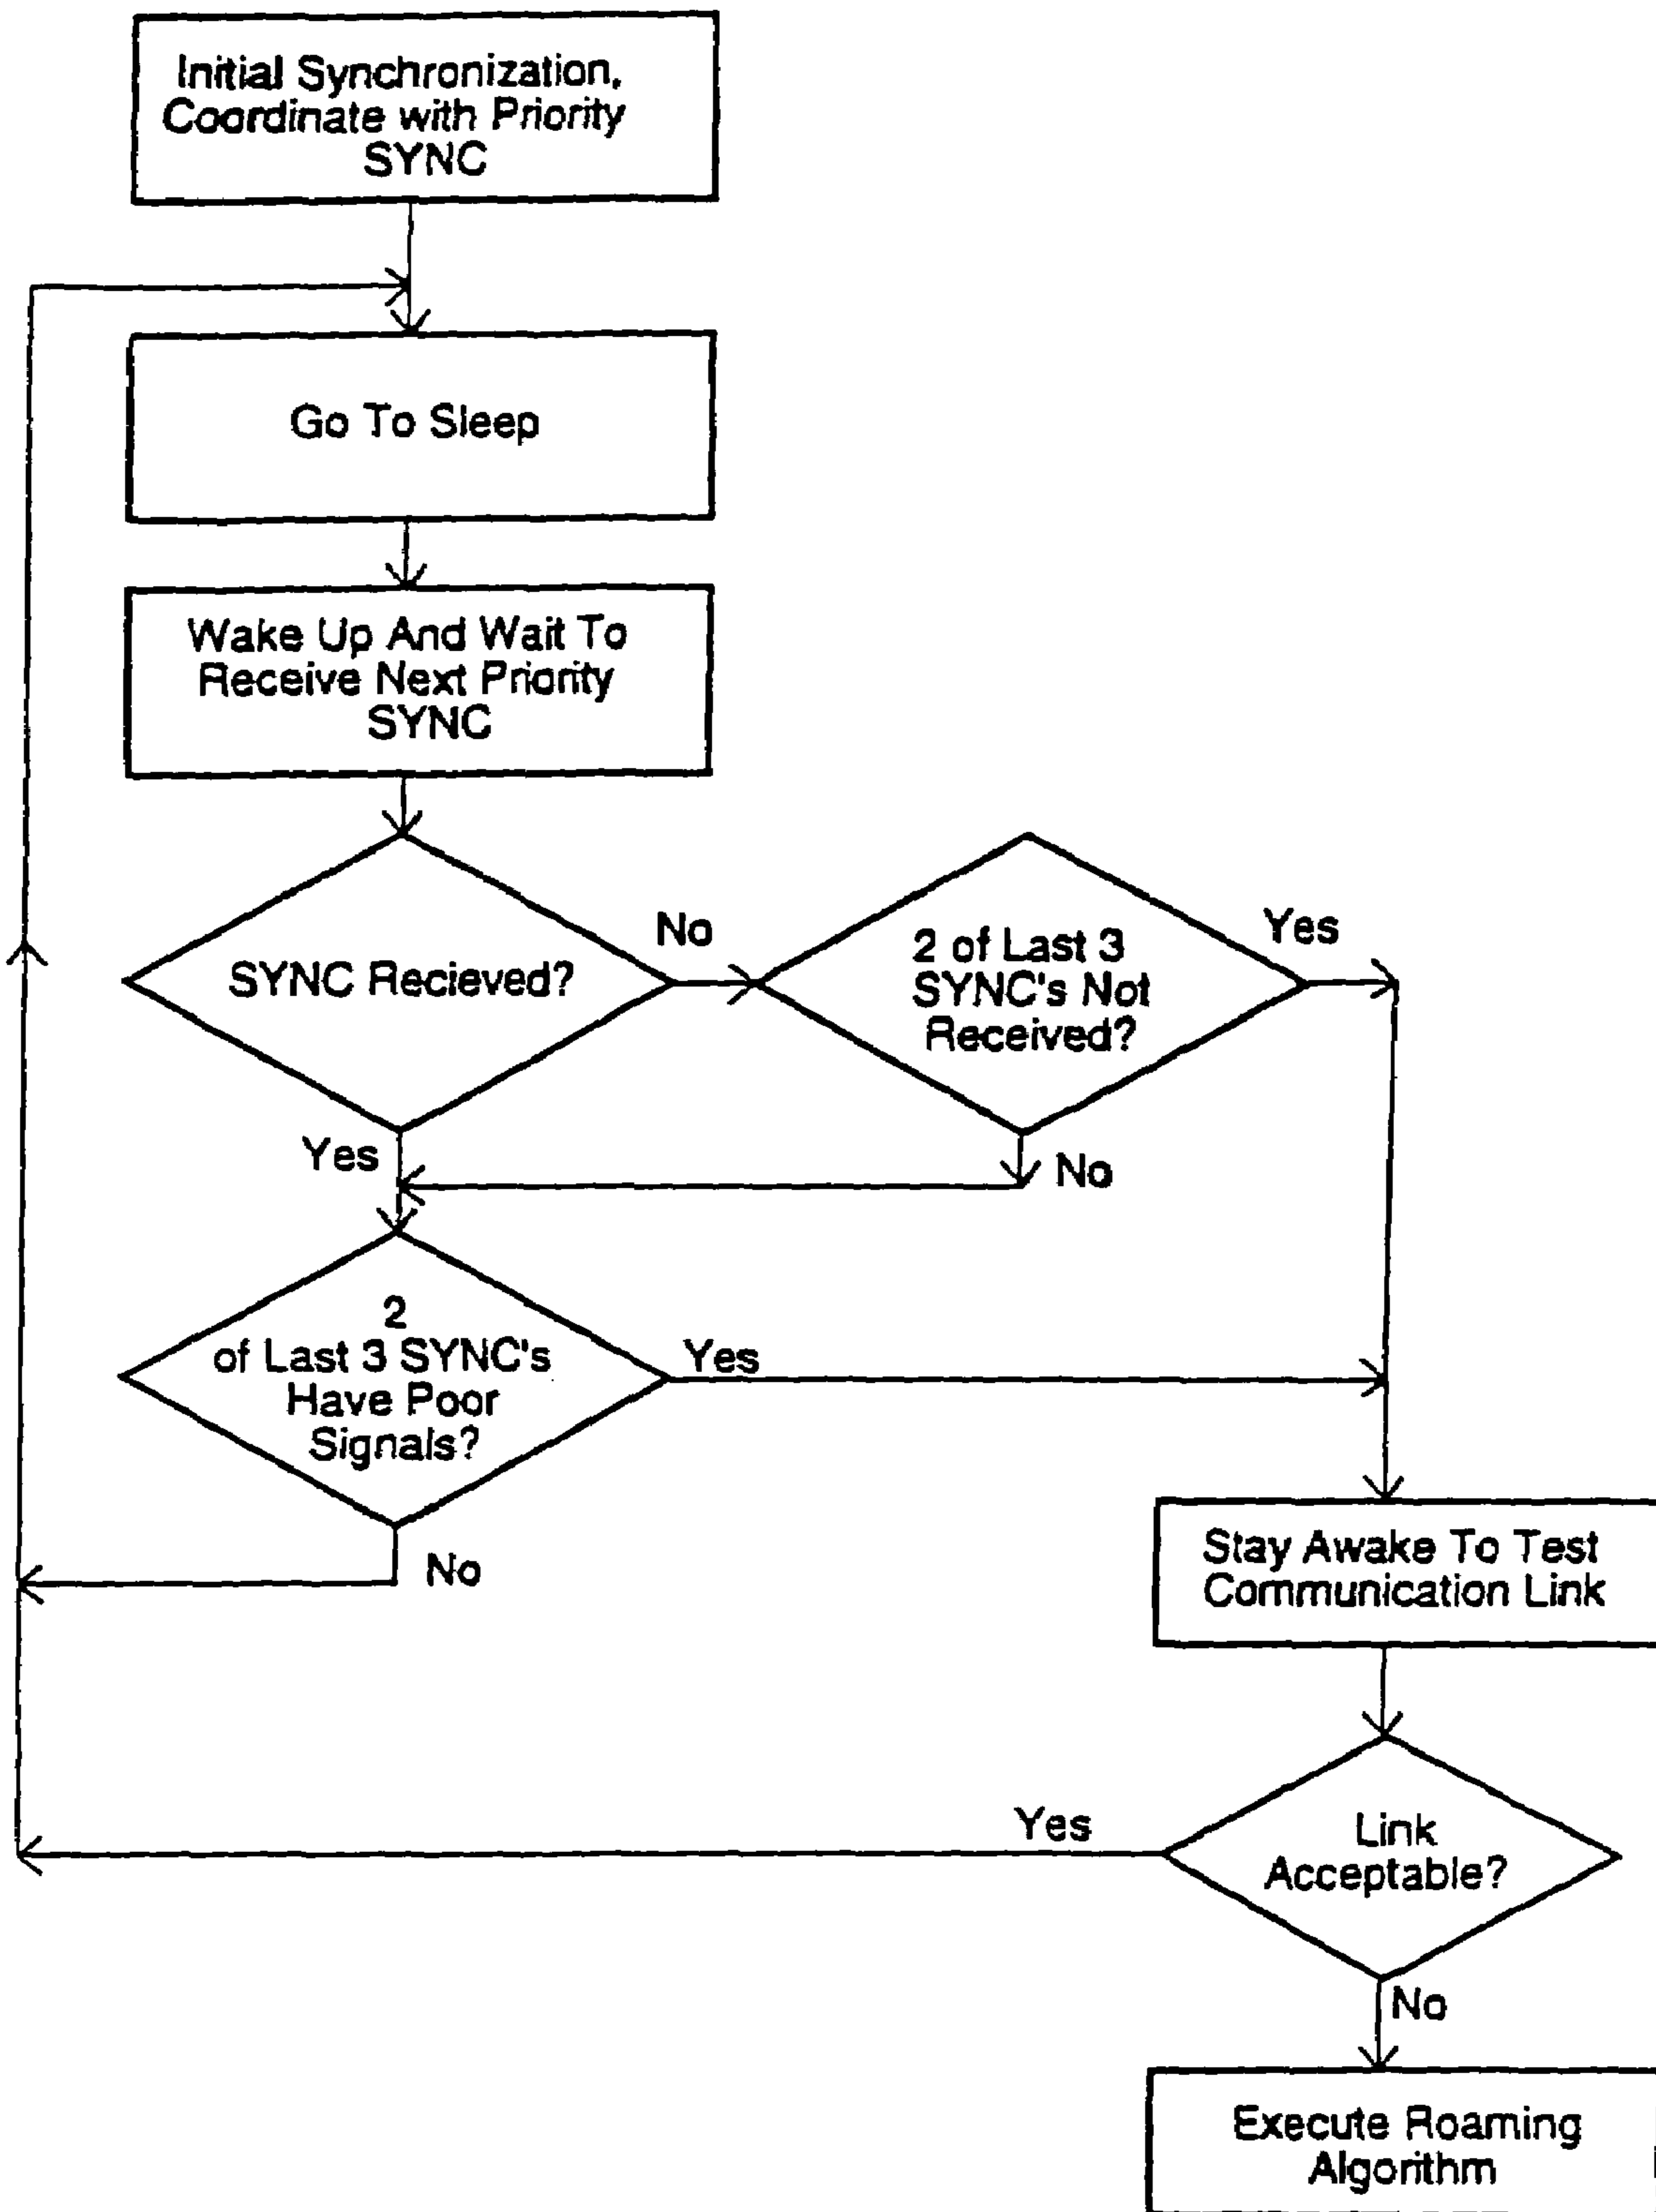 Initial Synchronization,
Coordinate with Priority
SYNC
Go To Sleep
Wake Up And Wait To
Receive Next Priority
SYNC
SYNC Recieved?
No
2 of Last 3
SYNC's Not
Received?
Yes
Yes
No
2
of Last 3 SYNC's
Have Poor
Signals?
Yes
No
Stay Awake To Test
Communication Link
Link
Acceptable?
Yes
No
Execute Roaming
Algorithm